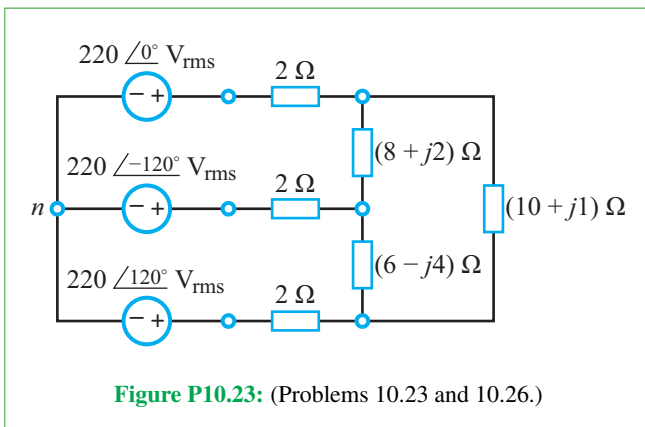 220 ∠0° Vrms
2 Ω
− +
(8 + j2) Ω
220 ∠−120° Vrms
2 Ω
n
− +
(10 + j1) Ω
(6 − j4) Ω
220 ∠120° Vrms
2 Ω
− +
Figure P10.23: (Problems 10.23 and 10.26.)